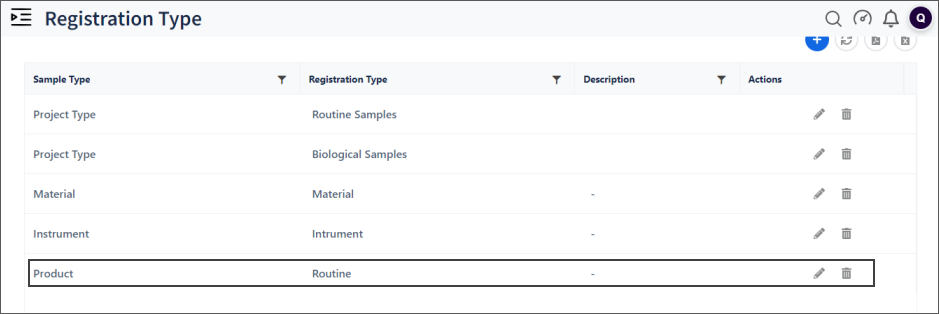 Registration Type
Q
Sample Type Registration Type Description Actions
Project Type Routine Samples
Project Type Biological Samples
Material Material -
Instrument Intrument -
Product Routine -